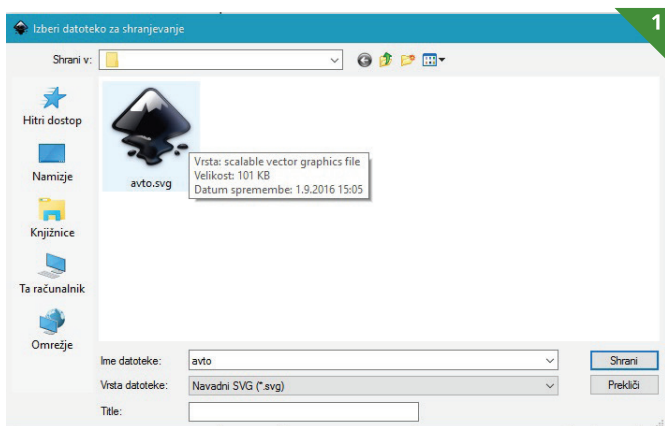 Izberi datoteko za shranjevanje
1
Shrani v:
Hitri dostop
Namizje
Knjižnice
Ta računalnik
Omrežje
avto.svg
Vrsta: scalable vector graphics file
Velikost: 101 KB
Datum spremembe: 1.9.2016 15:05
Ime datoteke: avto Shrani
Vrsta datoteke: Navadni SVG (*.svg) Prekliči
Title: